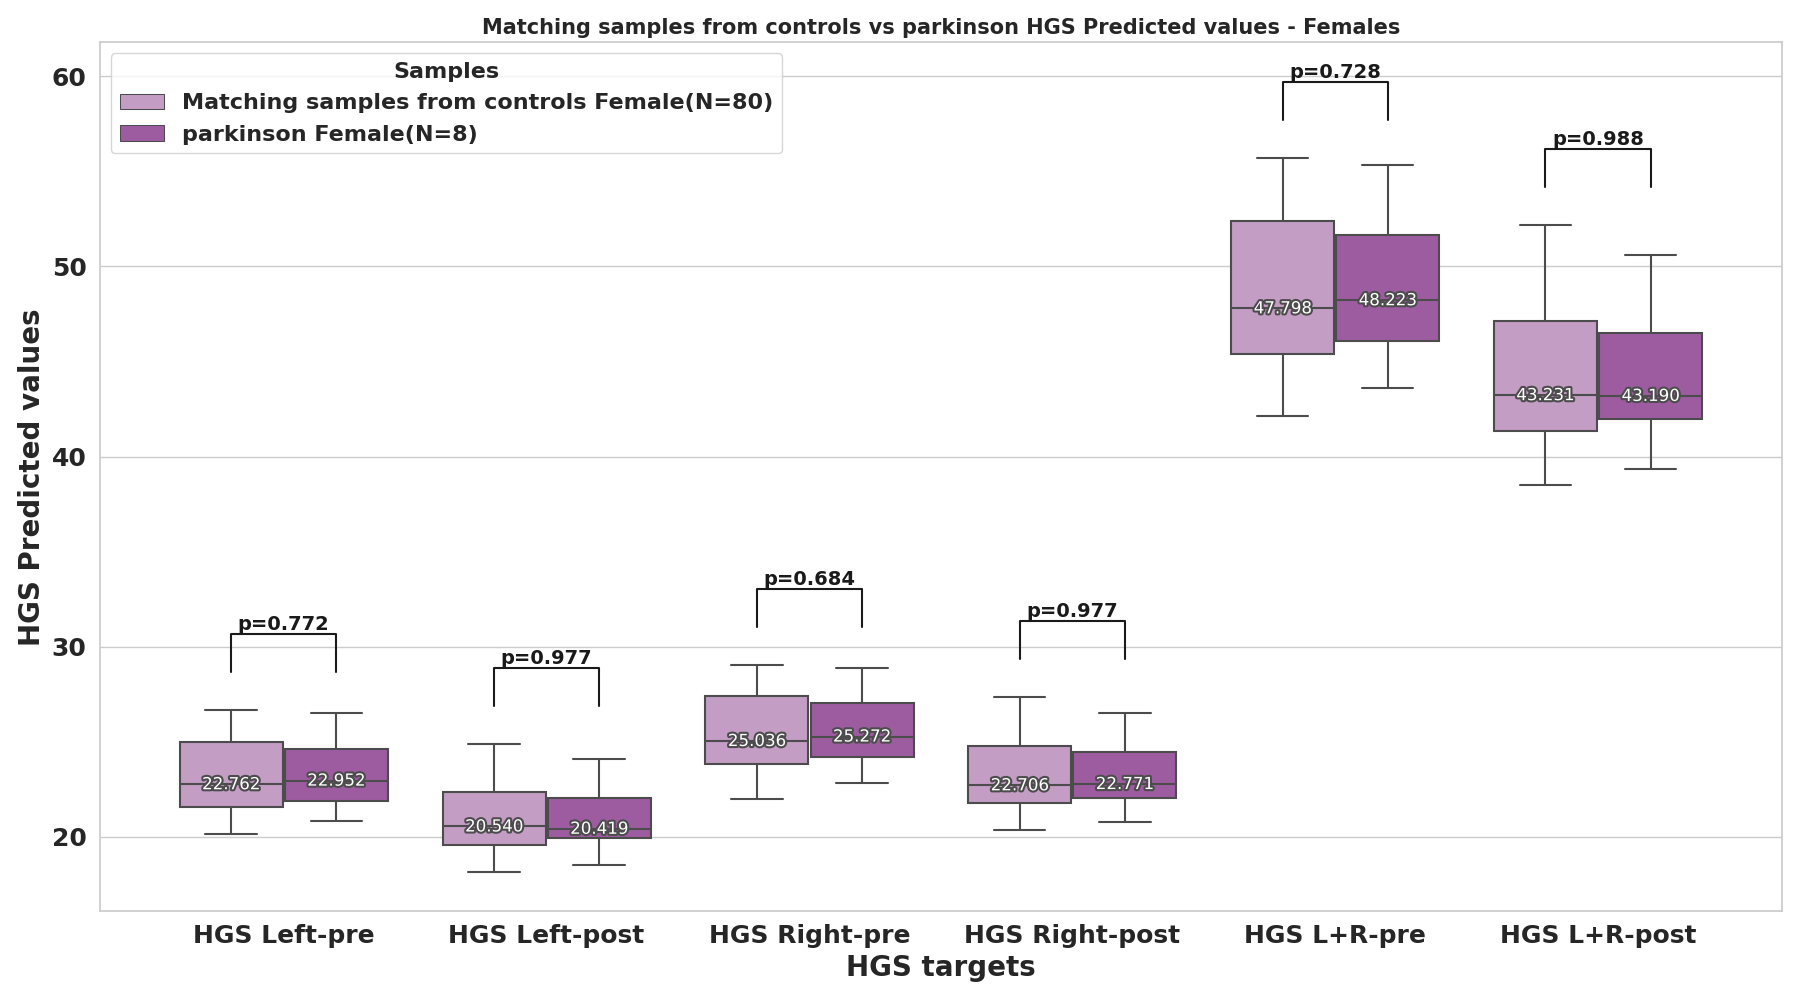 Matching samples from controls vs parkinson HGS Predicted values - Females
Samples
Matching samples from controls Female(N=80)
parkinson Female(N=8)
HGS Predicted values
60
50
40
30
20
p=0.772
p=0.977
p=0.684
p=0.977
p=0.728
p=0.988
22.762
22.952
20.540
20.419
25.036
25.272
22.706
22.771
47.798
48.223
43.231
43.190
HGS Left-pre
HGS Left-post
HGS Right-pre
HGS Right-post
HGS L+R-pre
HGS L+R-post
HGS targets